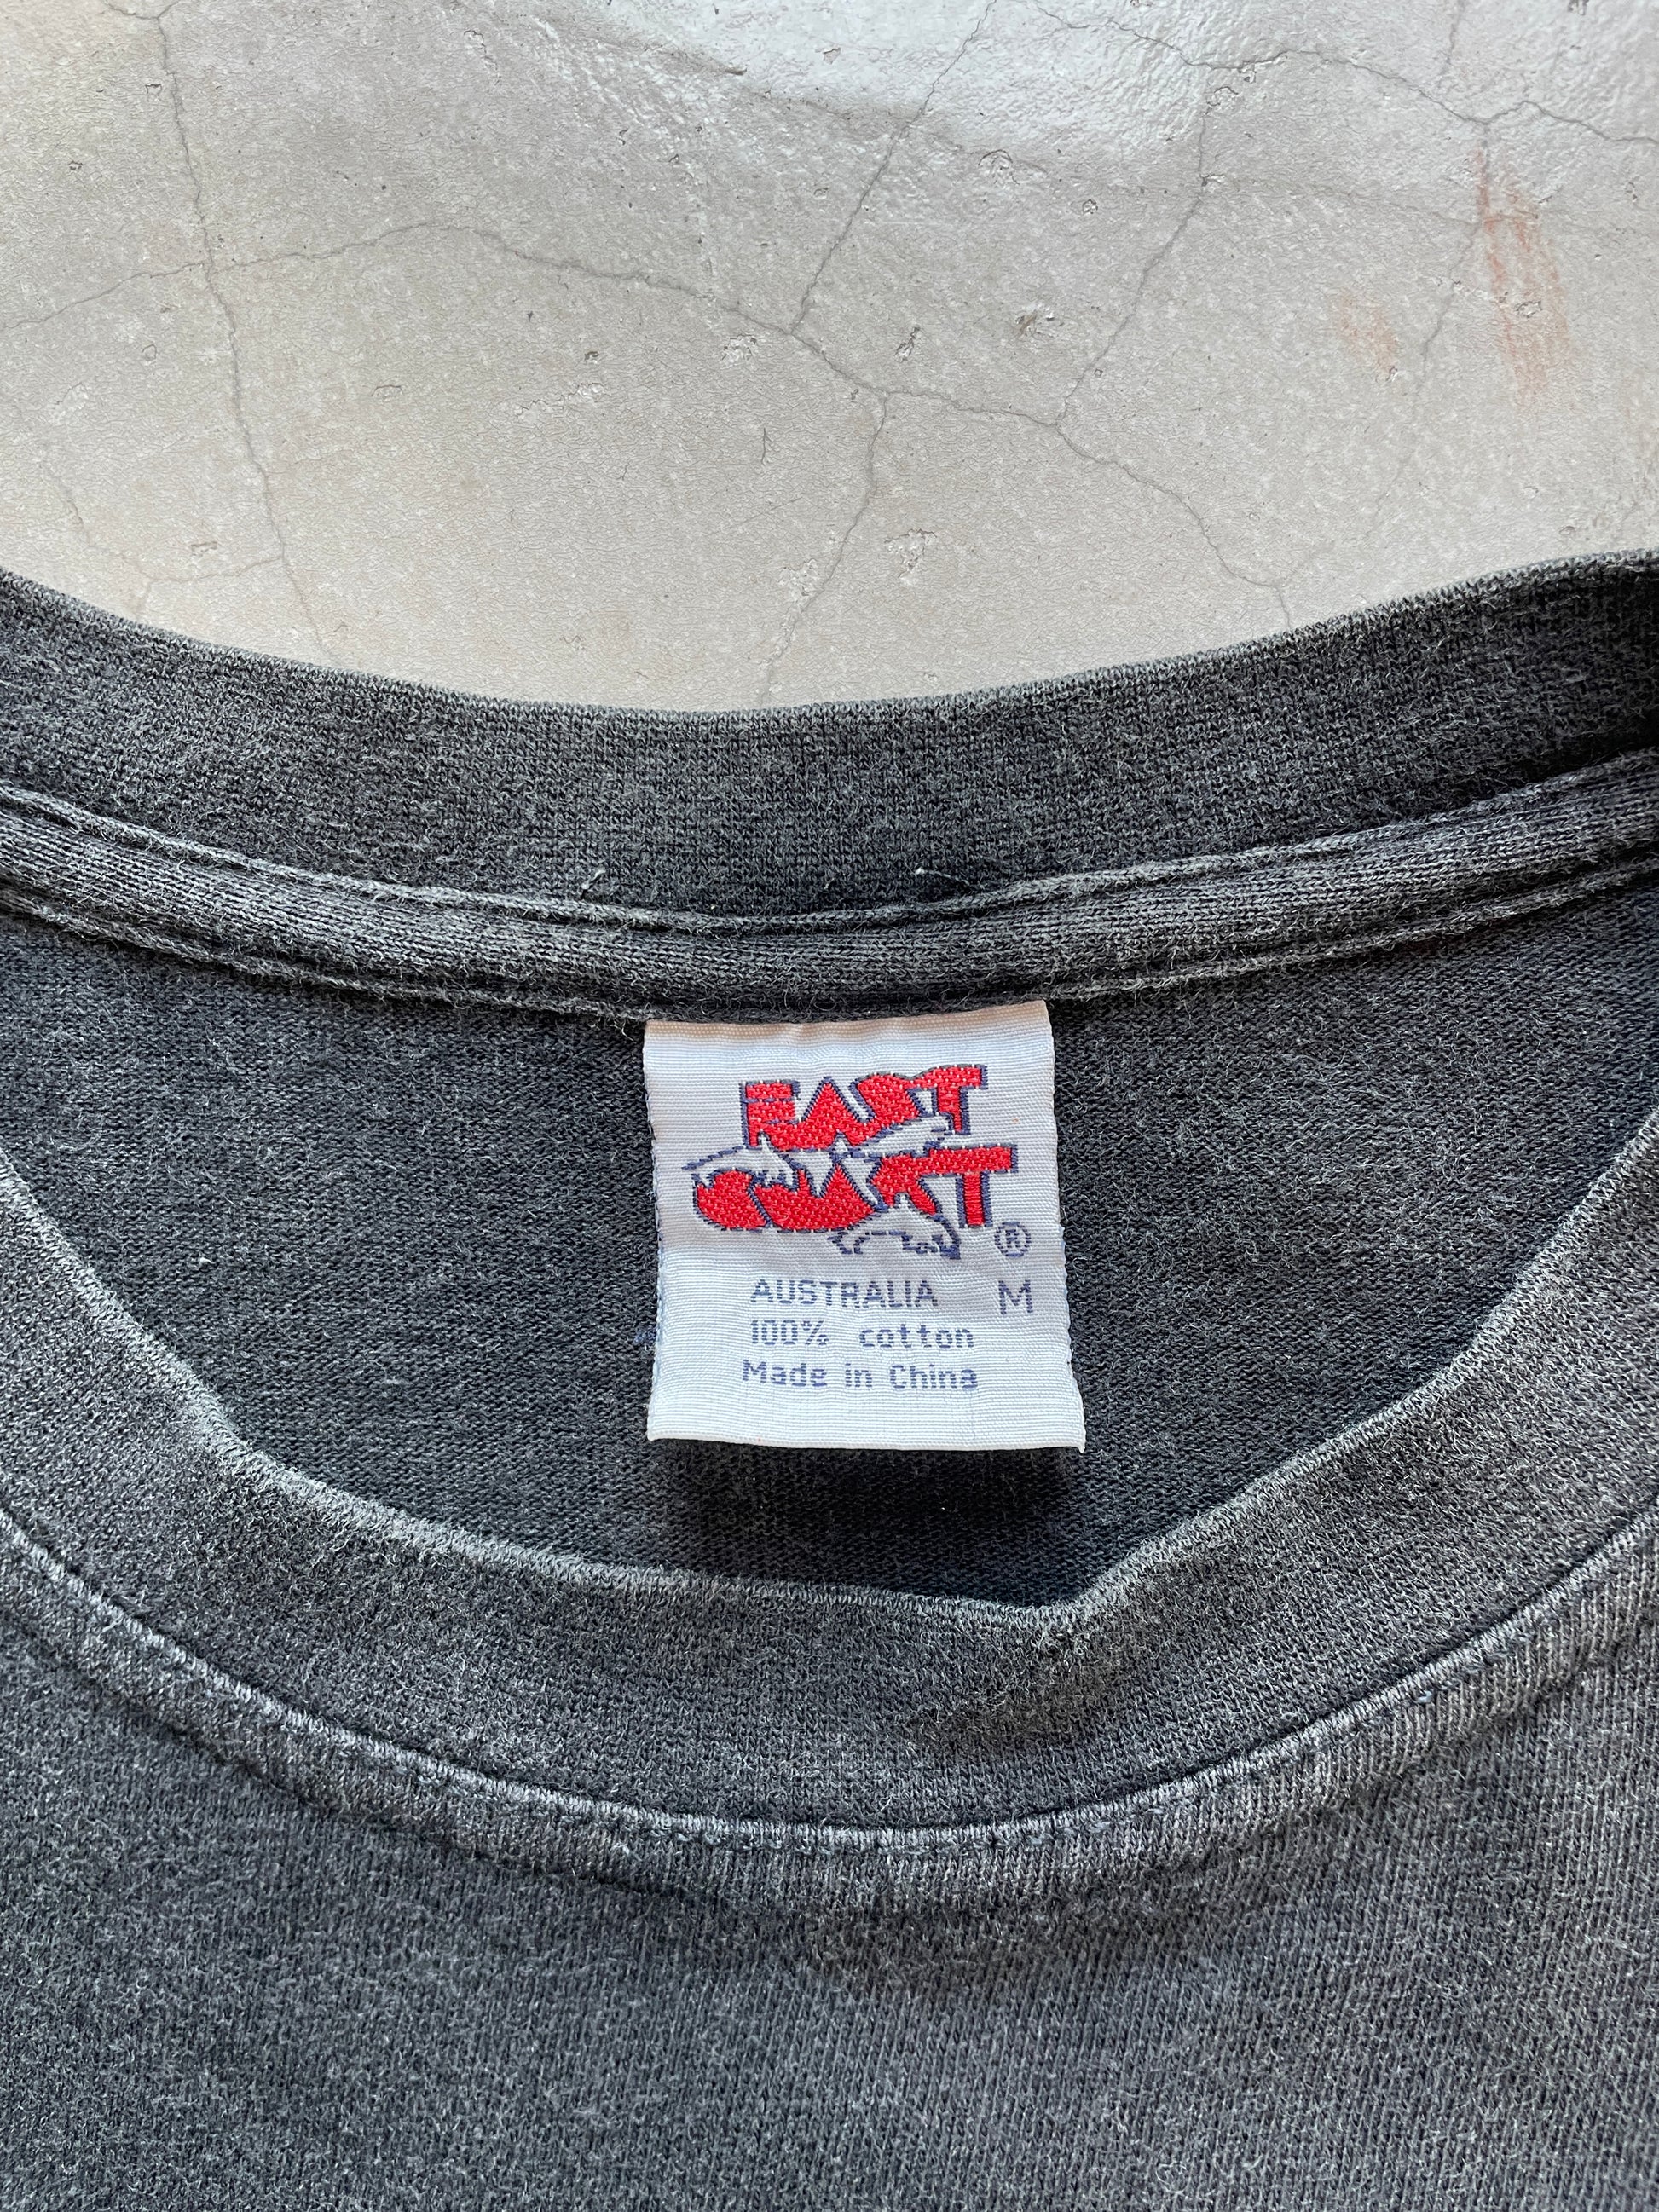 EAST
COAST ®
AUSTRALIA M
100% cotton
Made in China